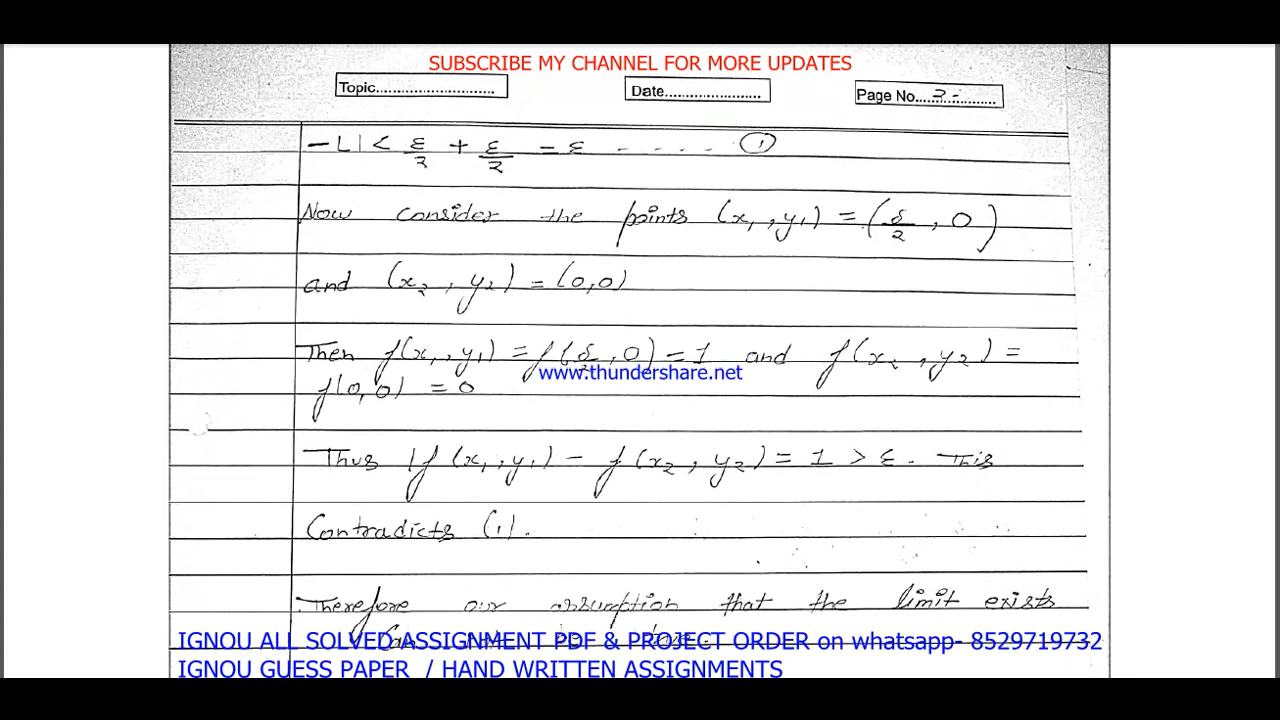 SUBSCRIBE MY CHANNEL FOR MORE UPDATES
Topic........................... Date....................... Page No....3-.........
- L| < ε/2 + ε/2 = ε - - - - (1)
Now consider the points (x₁, y₁) = (δ/2, 0)
and (x₂, y₂) = (0,0)
Then f(x₁, y₁) = f(δ/2, 0) = 1 and f(x₂, y₂) =
www.thundershare.net
f(0, 0) = 0
Thus |f(x₁, y₁) - f(x₂, y₂) = 1 > ε. This
Contradicts (1).
Therefore our assumption that the limit exists
IGNOU ALL SOLVED ASSIGNMENT PDF & PROJECT ORDER on whatsapp- 8529719732
IGNOU GUESS PAPER / HAND WRITTEN ASSIGNMENTS